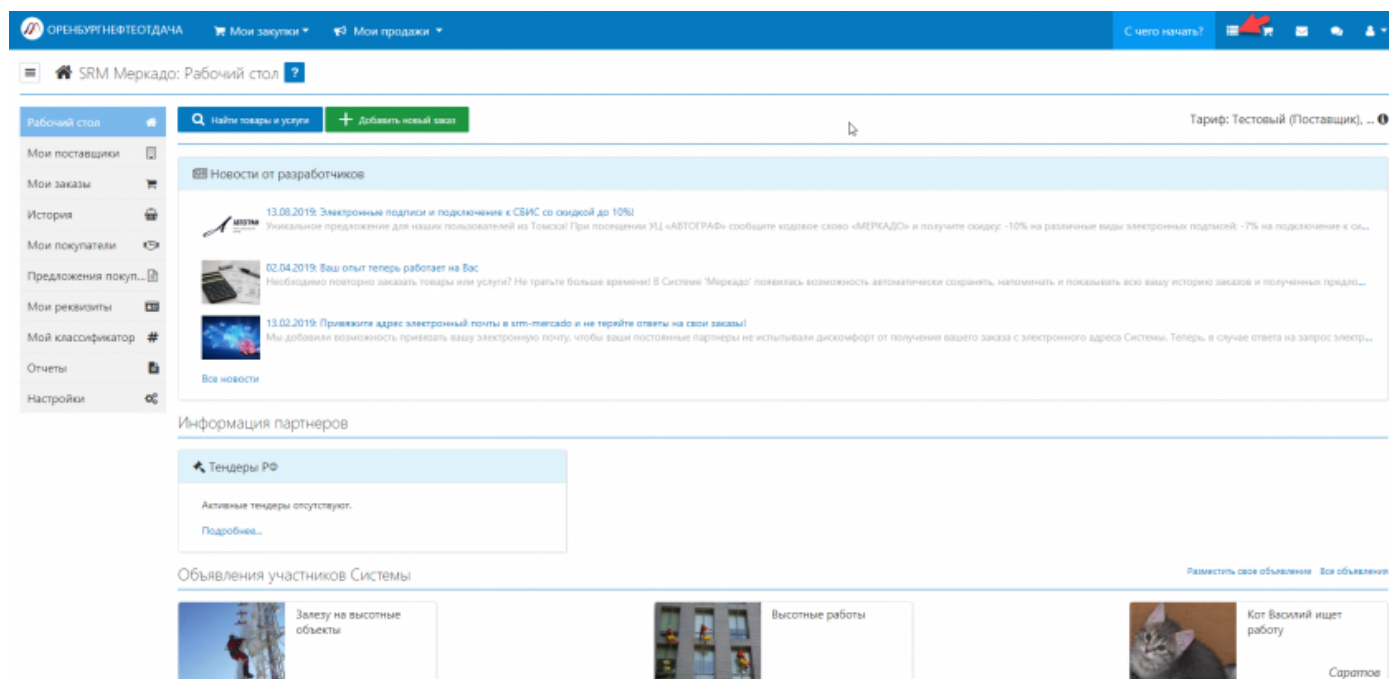 ОРЕНБУРГНЕФТЕОТДАЧА Мои закупки Мои продажи С чего начать?
SRM Меркадо: Рабочий стол ?
Рабочий стол
Мои поставщики
Мои заказы
История
Мои покупатели
Предложения покуп...
Мои реквизиты
Мой классификатор #
Отчеты
Настройки
Найти товары и услуги + Добавить новый заказ Тариф: Тестовый (Поставщик), ...
Новости от разработчиков
13.08.2019: Электронные подписи и подключение к СБИС со скидкой до 10%!
Уникальное предложение для наших пользователей из Томска! При посещении УЦ «АВТОГРАФ» сообщите кодовое слово «МЕРКАДО» и получите скидку: -10% на различные виды электронных подписей; -7% на подключение к си...
02.04.2019: Ваш опыт теперь работает на Вас
Необходимо повторно заказать товары или услуги? Не тратьте больше времени! В Системе 'Меркадо' появилась возможность автоматически сохранять, напоминать и показывать всю вашу историю заказов и полученных предло...
13.02.2019: Привяжите адрес электронный почты в srm-mercado и не теряйте ответы на свои заказы!
Мы добавили возможность привязать вашу электронную почту, чтобы ваши постоянные партнеры не испытывали дискомфорт от получения вашего заказа с электронного адреса Системы. Теперь, в случае ответа на запрос электр...
Все новости
Информация партнеров
Тендеры РФ
Активные тендеры отсутствуют.
Подробнее...
Объявления участников Системы Разместить свое объявление Все объявления
Залезу на высотные
объекты
Высотные работы
Кот Василий ищет
работу
Саратов